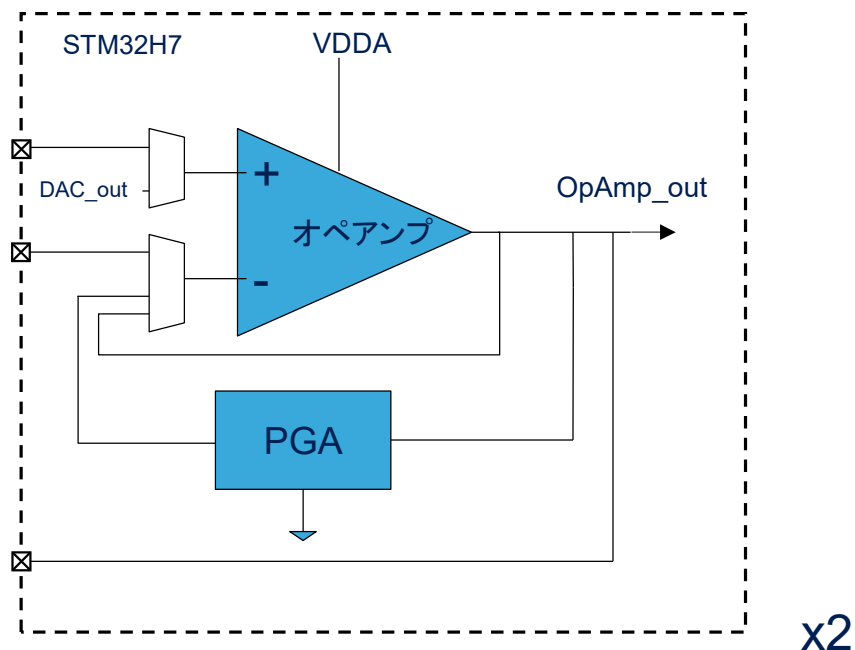 STM32H7
VDDA
+
DAC_out
OpAmp_out
オペアンプ
-
PGA
x2